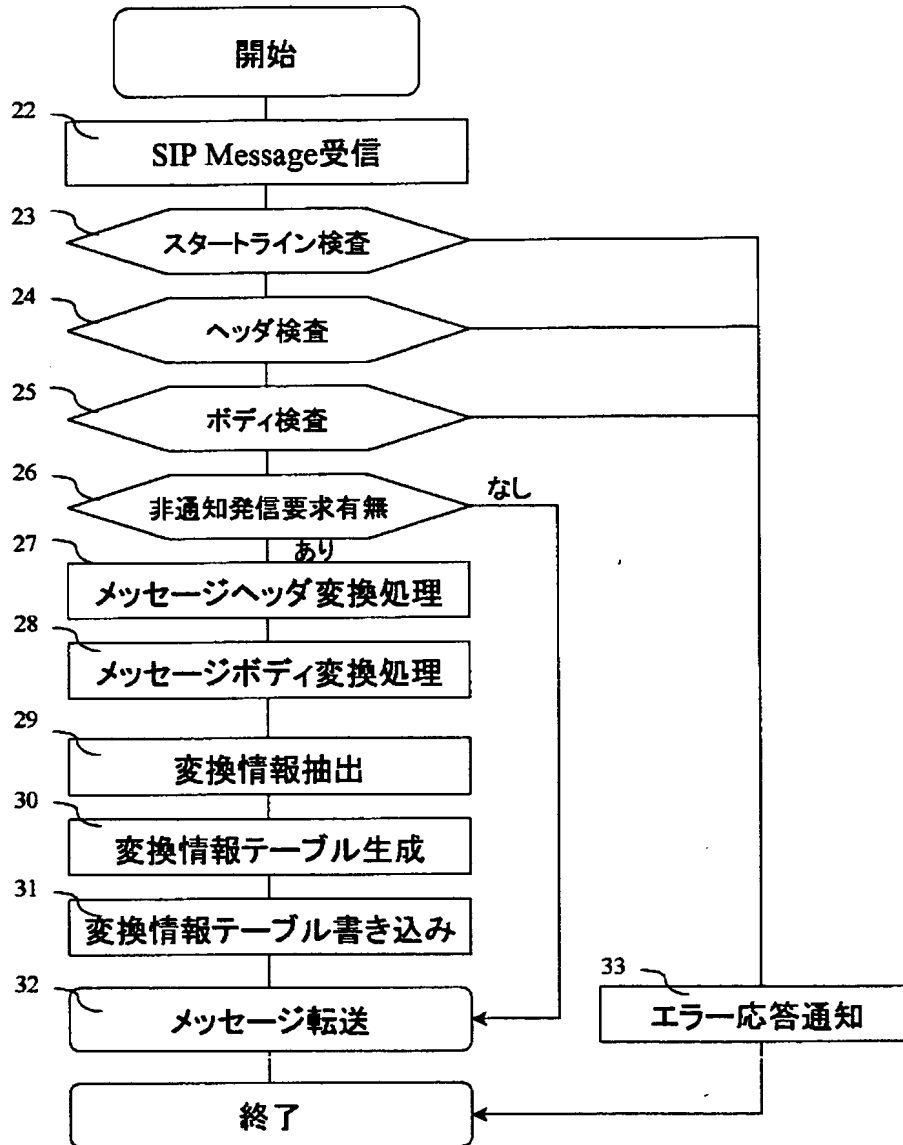 開始
22
SIP Message受信
23
スタートライン検査
24
ヘッダ検査
25
ボディ検査
26
非通知発信要求有無
なし
あり
27
メッセージヘッダ変換処理
28
メッセージボディ変換処理
29
変換情報抽出
30
変換情報テーブル生成
31
変換情報テーブル書き込み
32
メッセージ転送
33
エラー応答通知
終了